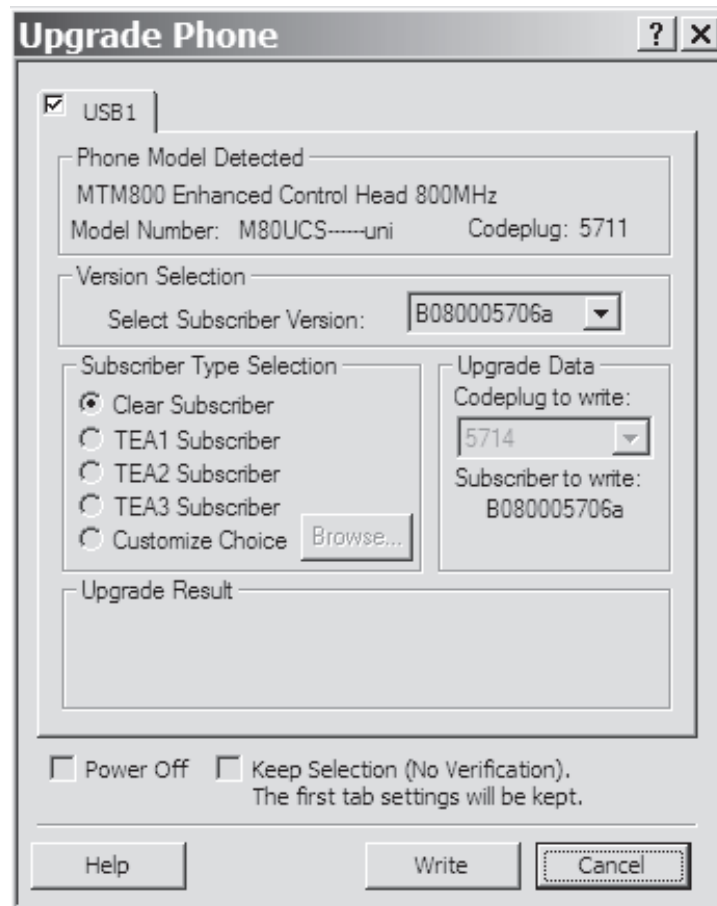 Upgrade Phone
USB1
Phone Model Detected
MTM800 Enhanced Control Head 800MHz
Model Number: M80UCS------uni Codeplug: 5711
Version Selection
Select Subscriber Version: B080005706a
Subscriber Type Selection
Clear Subscriber
TEA1 Subscriber
TEA2 Subscriber
TEA3 Subscriber
Customize Choice Browse...
Upgrade Data
Codeplug to write:
5714
Subscriber to write:
B080005706a
Upgrade Result
Power Off Keep Selection (No Verification).
The first tab settings will be kept.
Help Write Cancel